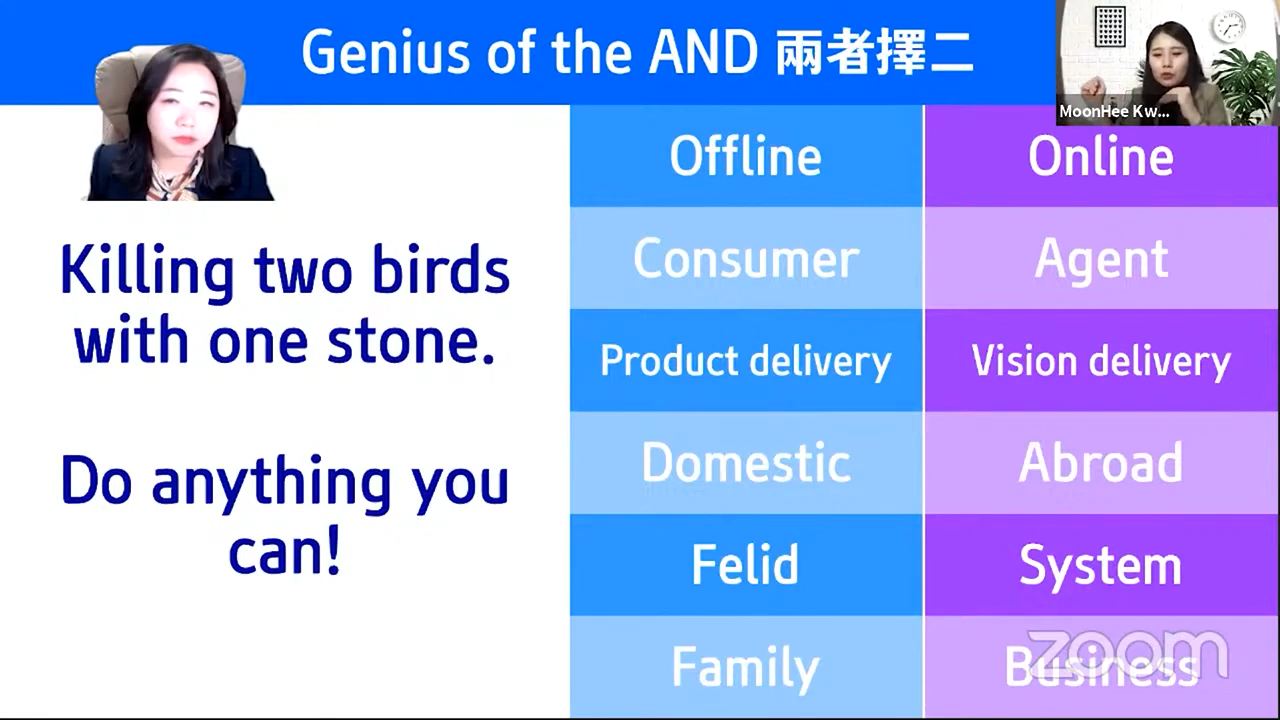 Genius of the AND 兩者擇二
MoonHee Kw...
Offline
Online
Killing two birds
with one stone.
Do anything you
can!
Consumer
Agent
Product delivery
Vision delivery
Domestic
Abroad
Felid
System
Family
Business
zoom